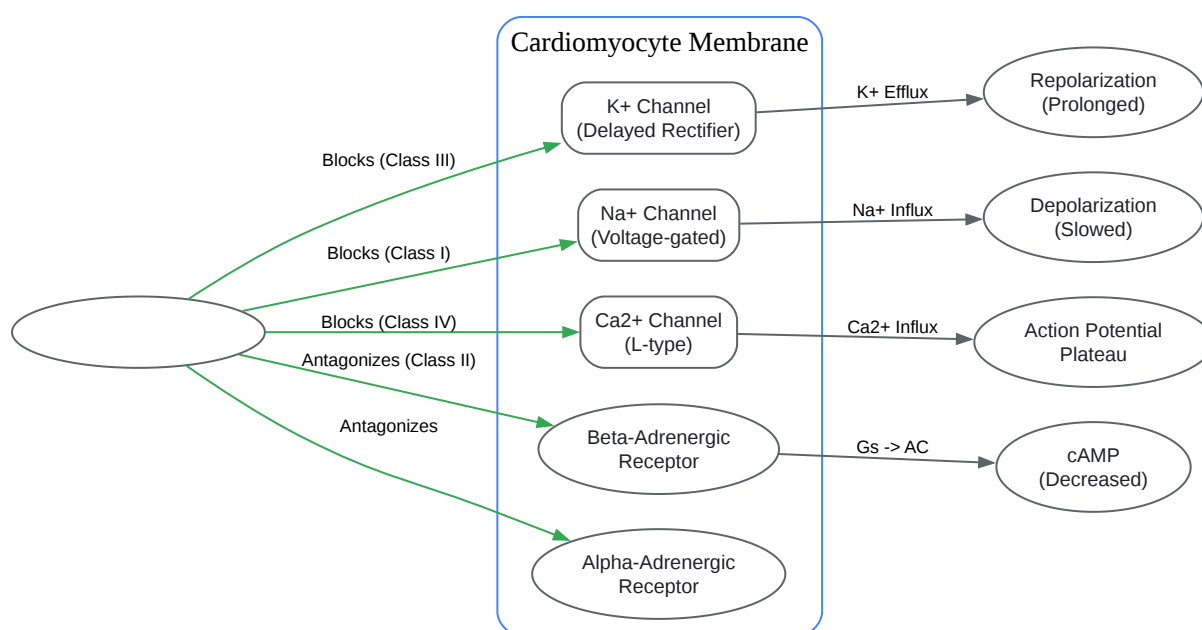 Cardiomyocyte Membrane
K+ Channel
(Delayed Rectifier)
K+ Efflux
Repolarization
(Prolonged)
Blocks (Class III)
Na+ Channel
(Voltage-gated)
Na+ Influx
Depolarization
(Slowed)
Blocks (Class I)
Blocks (Class IV)
Ca2+ Channel
(L-type)
Ca2+ Influx
Action Potential
Plateau
Antagonizes (Class II)
Beta-Adrenergic
Receptor
Gs -> AC
cAMP
(Decreased)
Antagonizes
Alpha-Adrenergic
Receptor